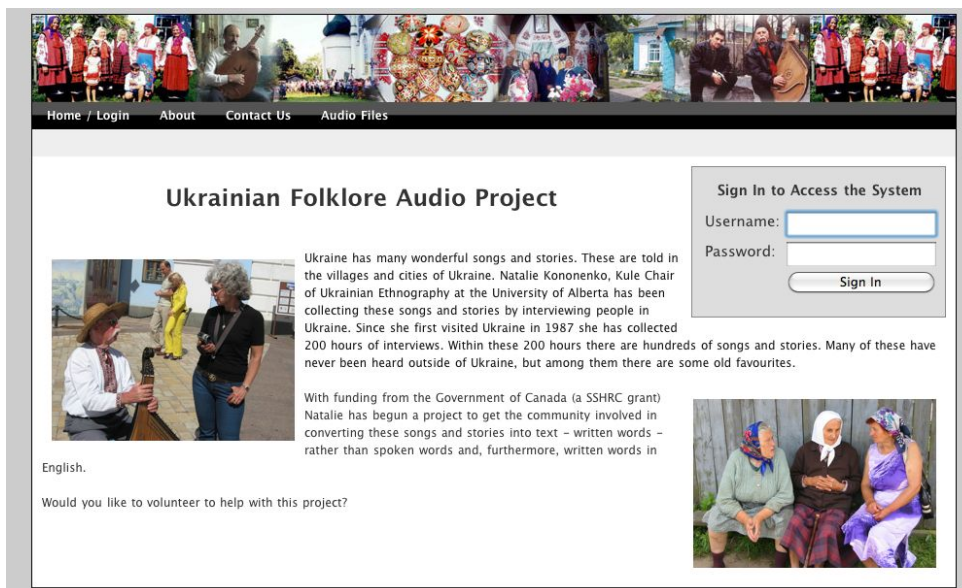 Home / Login About Contact Us Audio Files
Ukrainian Folklore Audio Project
Sign In to Access the System
Username:
Password:
Sign In
Ukraine has many wonderful songs and stories. These are told in
the villages and cities of Ukraine. Natalie Kononenko, Kule Chair
of Ukrainian Ethnography at the University of Alberta has been
collecting these songs and stories by interviewing people in
Ukraine. Since she first visited Ukraine in 1987 she has collected
200 hours of interviews. Within these 200 hours there are hundreds of songs and stories. Many of these have
never been heard outside of Ukraine, but among them there are some old favourites.
With funding from the Government of Canada (a SSHRC grant)
Natalie has begun a project to get the community involved in
converting these songs and stories into text – written words –
rather than spoken words and, furthermore, written words in
English.
Would you like to volunteer to help with this project?